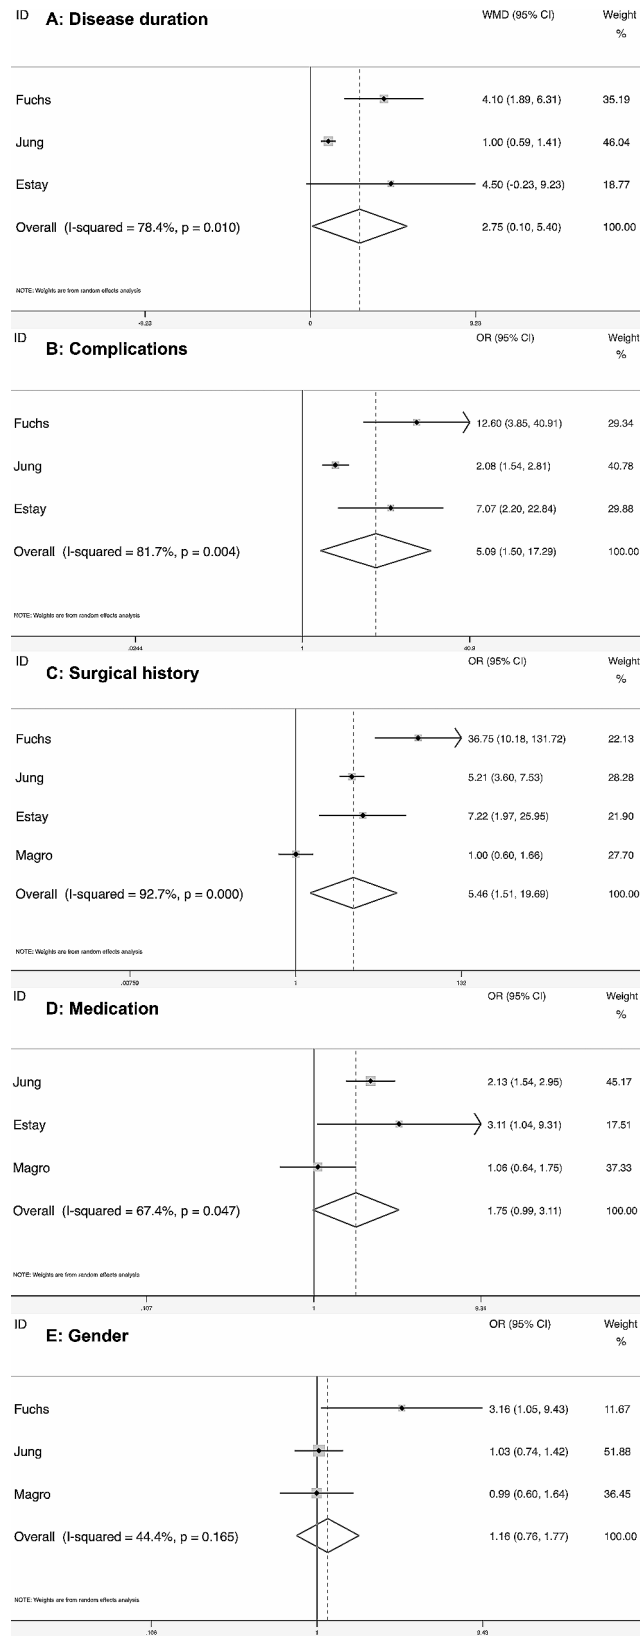 ID A: Disease duration WMD (95% CI) Weight
%
Fuchs 4.10 (1.89, 6.31) 35.19
Jung 1.00 (0.59, 1.41) 46.04
Estay 4.50 (-0.23, 9.23) 18.77
Overall (I-squared = 78.4%, p = 0.010) 2.75 (0.10, 5.40) 100.00
NOTE: Weights are from random effects analysis
-9.23 0 9.23
ID B: Complications OR (95% CI) Weight
%
Fuchs 12.60 (3.85, 40.91) 29.34
Jung 2.08 (1.54, 2.81) 40.78
Estay 7.07 (2.20, 22.84) 29.88
Overall (I-squared = 81.7%, p = 0.004) 5.09 (1.50, 17.29) 100.00
NOTE: Weights are from random effects analysis
.0244 1 40.9
ID C: Surgical history OR (95% CI) Weight
%
Fuchs 36.75 (10.18, 131.72) 22.13
Jung 5.21 (3.60, 7.53) 28.28
Estay 7.22 (1.97, 25.95) 21.90
Magro 1.00 (0.60, 1.66) 27.70
Overall (I-squared = 92.7%, p = 0.000) 5.46 (1.51, 19.69) 100.00
NOTE: Weights are from random effects analysis
.00759 1 132
ID D: Medication OR (95% CI) Weight
%
Jung 2.13 (1.54, 2.95) 45.17
Estay 3.11 (1.04, 9.31) 17.51
Magro 1.06 (0.64, 1.75) 37.33
Overall (I-squared = 67.4%, p = 0.047) 1.75 (0.99, 3.11) 100.00
NOTE: Weights are from random effects analysis
.107 1 9.31
ID E: Gender OR (95% CI) Weight
%
Fuchs 3.16 (1.05, 9.43) 11.67
Jung 1.03 (0.74, 1.42) 51.88
Magro 0.99 (0.60, 1.64) 36.45
Overall (I-squared = 44.4%, p = 0.165) 1.16 (0.76, 1.77) 100.00
NOTE: Weights are from random effects analysis
.106 1 9.43